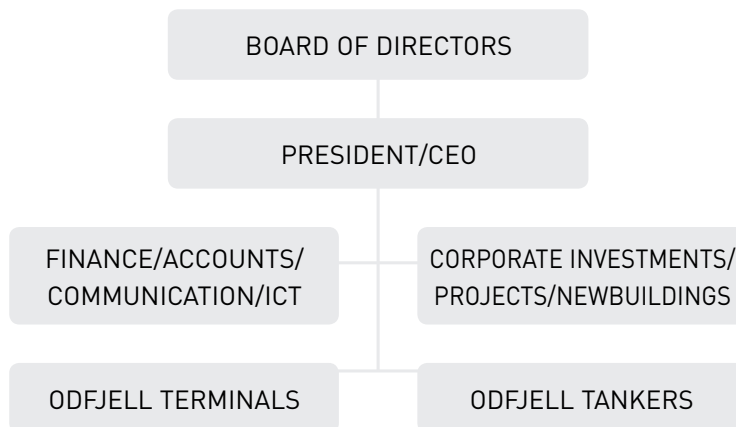 BOARD OF DIRECTORS
PRESIDENT/CEO
FINANCE/ACCOUNTS/
COMMUNICATION/ICT
CORPORATE INVESTMENTS/
PROJECTS/NEWBUILDINGS
ODFJELL TERMINALS
ODFJELL TANKERS